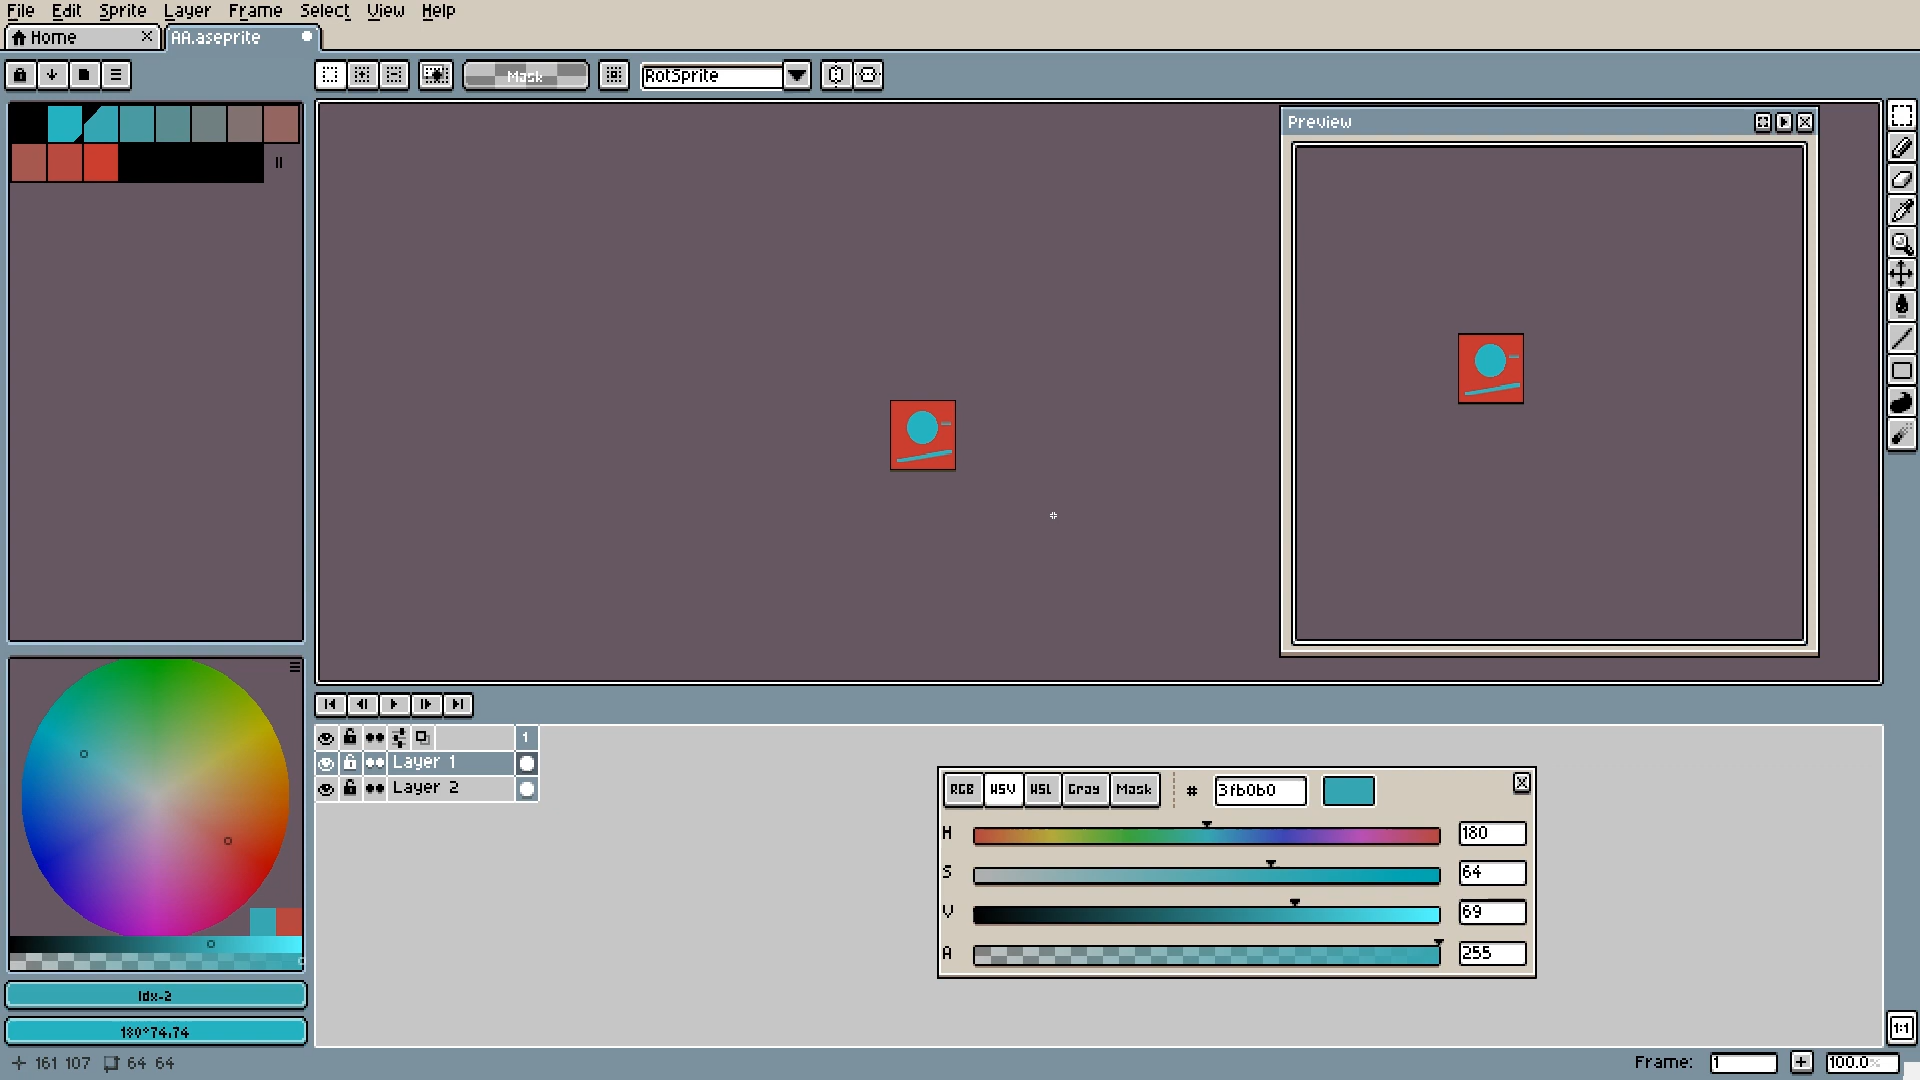 File Edit Sprite Layer Frame Select View Help
Home AA.aseprite
Mask RotSprite
Preview
1
Layer 1
Layer 2
RGB HSV HSL Gray Mask # 3fb0b0
H 180
S 64
V 69
A 255
Idx-2
180°74,74
161 107 64 64
1:1
Frame: 1 + 100.0%